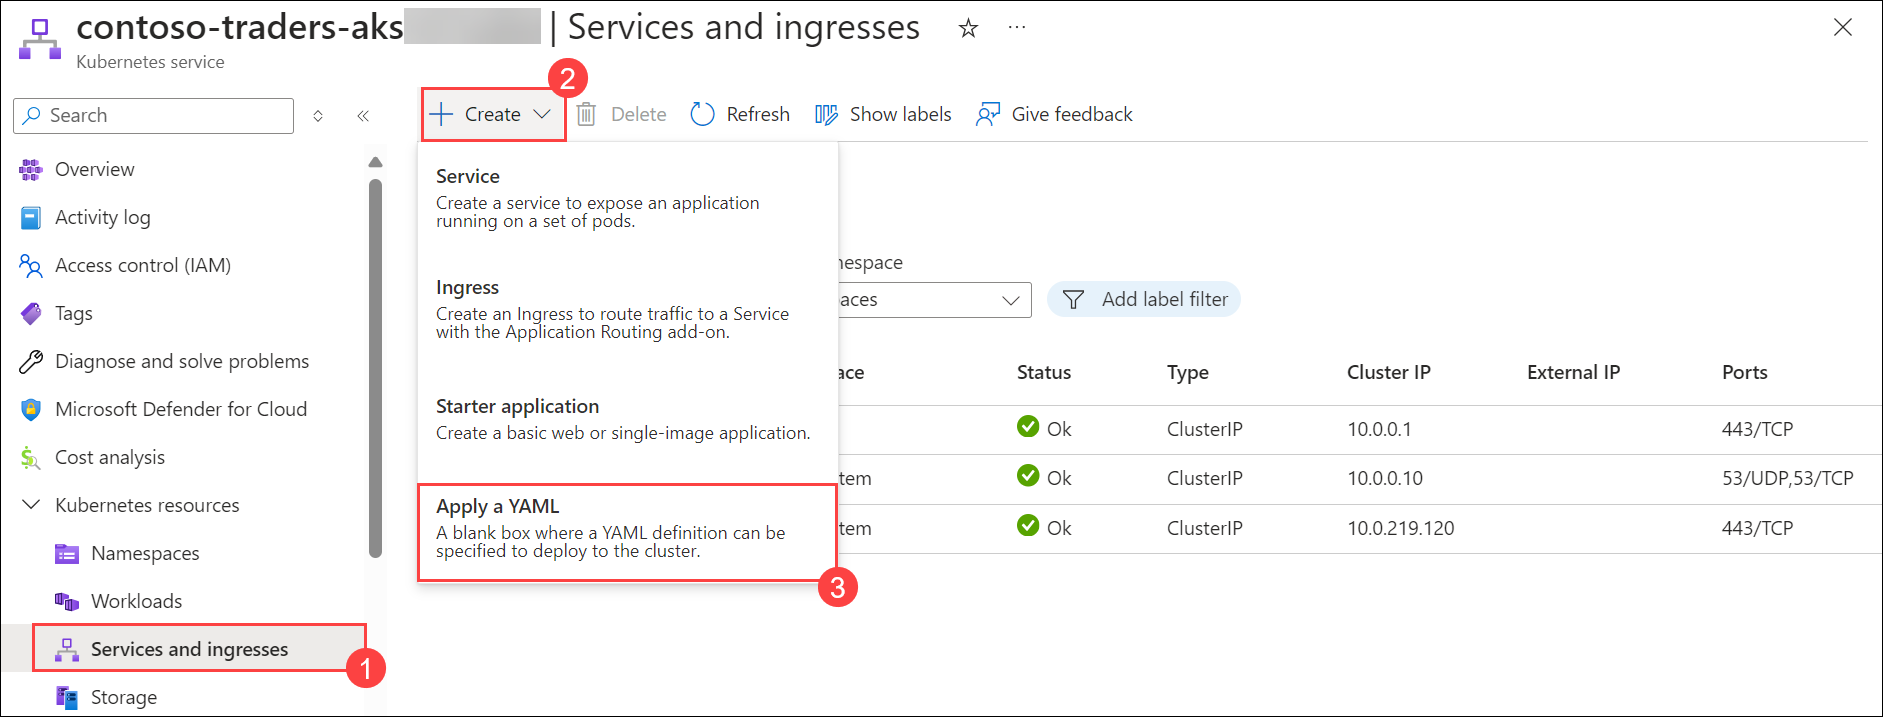 contoso-traders-aks | Services and ingresses ☆ ···
Kubernetes service
2
Search
Create Delete Refresh Show labels Give feedback
Overview
Activity log
Access control (IAM)
Tags
Diagnose and solve problems
Microsoft Defender for Cloud
Cost analysis
Kubernetes resources
Namespaces
Workloads
Services and ingresses
1
Storage
Service
Create a service to expose an application
running on a set of pods.
Ingress
Create an Ingress to route traffic to a Service
with the Application Routing add-on.
Starter application
Create a basic web or single-image application.
Apply a YAML
A blank box where a YAML definition can be
specified to deploy to the cluster.
3
espace
aces Add label filter
ace Status Type Cluster IP External IP Ports
Ok ClusterIP 10.0.0.1 443/TCP
tem Ok ClusterIP 10.0.0.10 53/UDP,53/TCP
tem Ok ClusterIP 10.0.219.120 443/TCP